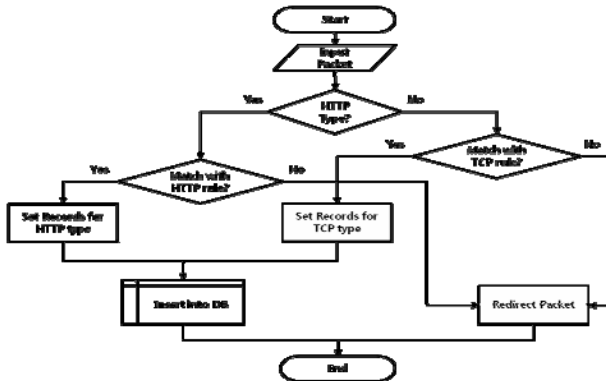 Start
Input
Packet
Yes
HTTP
Type?
No
Yes
Match with
TCP rule?
No
Yes
Match with
HTTP rule?
No
Set Records for
HTTP type
Set Records for
TCP type
Insert into DB
Redirect Packet
End